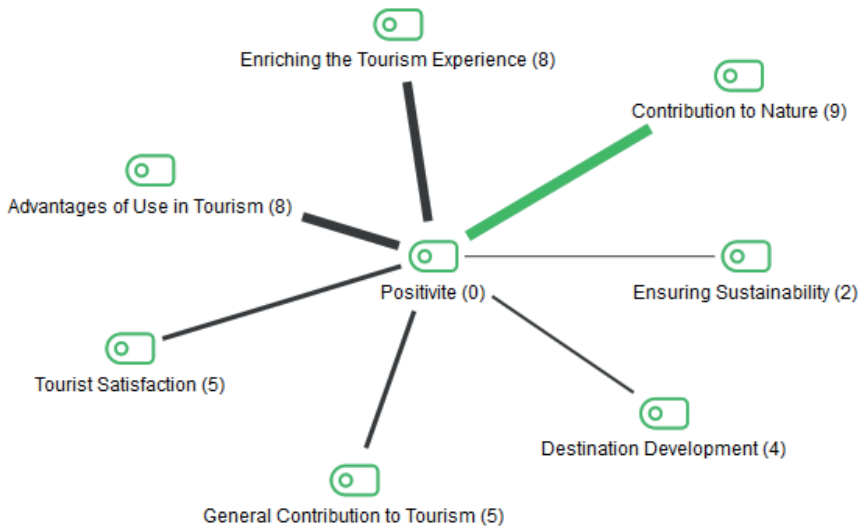 Enriching the Tourism Experience (8)
Contribution to Nature (9)
Advantages of Use in Tourism (8)
Positivite (0)
Ensuring Sustainability (2)
Tourist Satisfaction (5)
Destination Development (4)
General Contribution to Tourism (5)